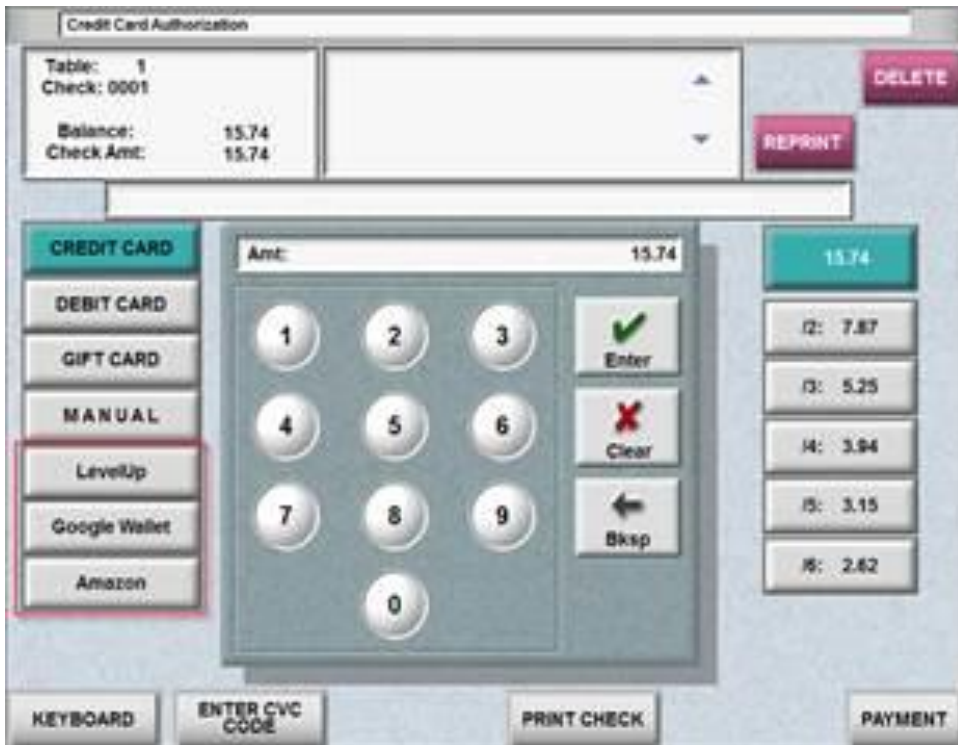 Credit Card Authorization
Table: 1
Check: 0001
Balance: 15.74
Check Amt: 15.74
DELETE
REPRINT
CREDIT CARD
DEBIT CARD
GIFT CARD
MANUAL
LevelUp
Google Wallet
Amazon
Amt: 15.74
1 2 3
Enter
4 5 6
Clear
7 8 9
Bksp
0
15.74
/2: 7.87
/3: 5.25
/4: 3.94
/5: 3.15
/6: 2.62
KEYBOARD
ENTER CVC
CODE
PRINT CHECK
PAYMENT